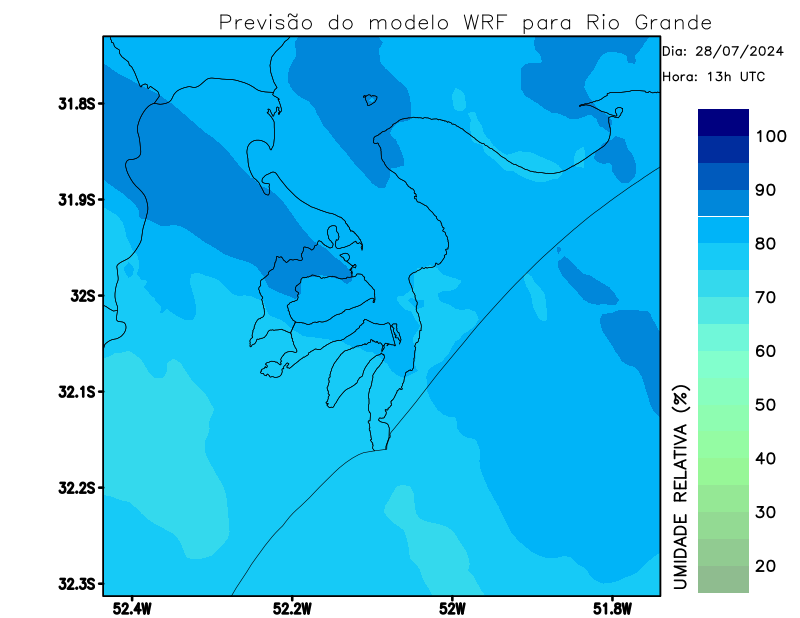 Previsão do modelo WRF para Rio Grande
Dia: 28/07/2024
Hora: 13h UTC
31.8S
31.9S
32S
32.1S
32.2S
32.3S
52.4W
52.2W
52W
51.8W
100
90
80
70
60
50
40
30
20
UMIDADE RELATIVA (%)